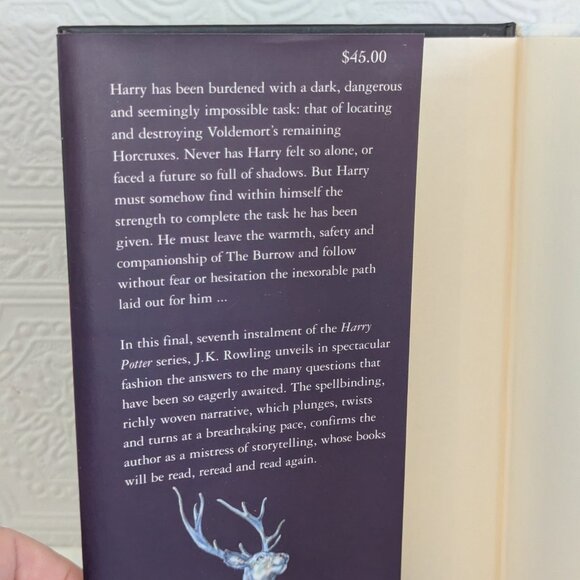 $45.00
Harry has been burdened with a dark, dangerous
and seemingly impossible task: that of locating
and destroying Voldemort's remaining
Horcruxes. Never has Harry felt so alone, or
faced a future so full of shadows. But Harry
must somehow find within himself the
strength to complete the task he has been
given. He must leave the warmth, safety and
companionship of The Burrow and follow
without fear or hesitation the inexorable path
laid out for him ...
In this final, seventh instalment of the Harry
Potter series, J.K. Rowling unveils in spectacular
fashion the answers to the many questions that
have been so eagerly awaited. The spellbinding,
richly woven narrative, which plunges, twists
and turns at a breathtaking pace, confirms the
author as a mistress of storytelling, whose books
will be read, reread and read again.